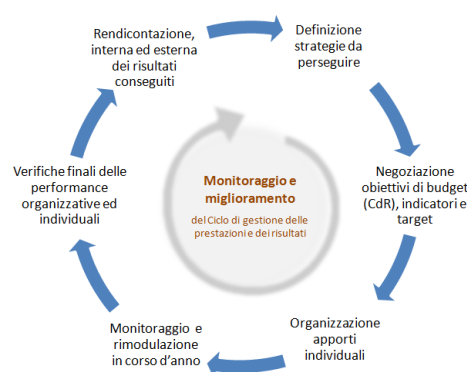 Rendicontazione,
interna ed esterna
dei risultati
conseguiti
Definizione
strategie da
perseguire
Negoziazione
obiettivi di budget
(CdR), indicatori e
target
Organizzazione
apporti
individuali
Monitoraggio e
rimodulazione
in corso d'anno
Verifiche finali delle
performance
organizzative ed
individuali
Monitoraggio e
miglioramento
del Ciclo di gestione delle
prestazioni e dei risultati